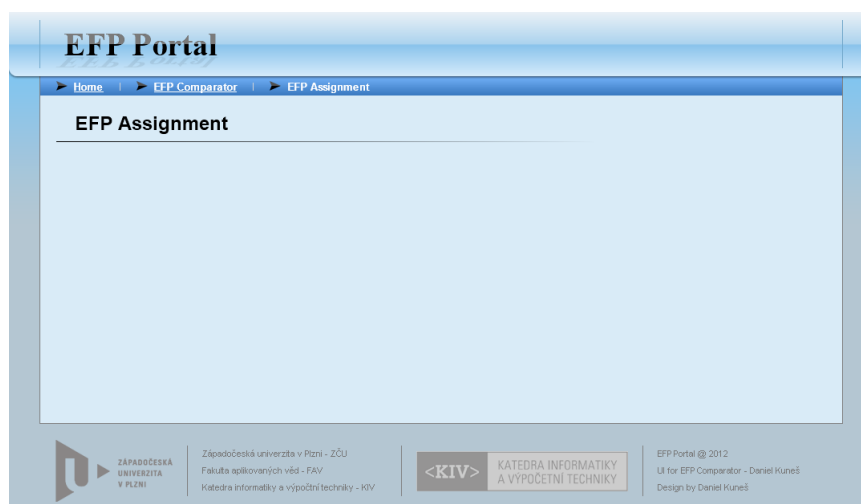 EFP Portal
Home | EFP Comparator | EFP Assignment
EFP Assignment
ZÁPADOČESKÁ
UNIVERZITA
V PLZNI
Západočeská univerzita v Plzni - ZČU
Fakulta aplikovaných věd - FAV
Katedra informatiky a výpočtní techniky - KIV
<KIV> KATEDRA INFORMATIKY
A VÝPOČETNÍ TECHNIKY
EFP Portal @ 2012
UI for EFP Comparator - Daniel Kuneš
Design by Daniel Kuneš